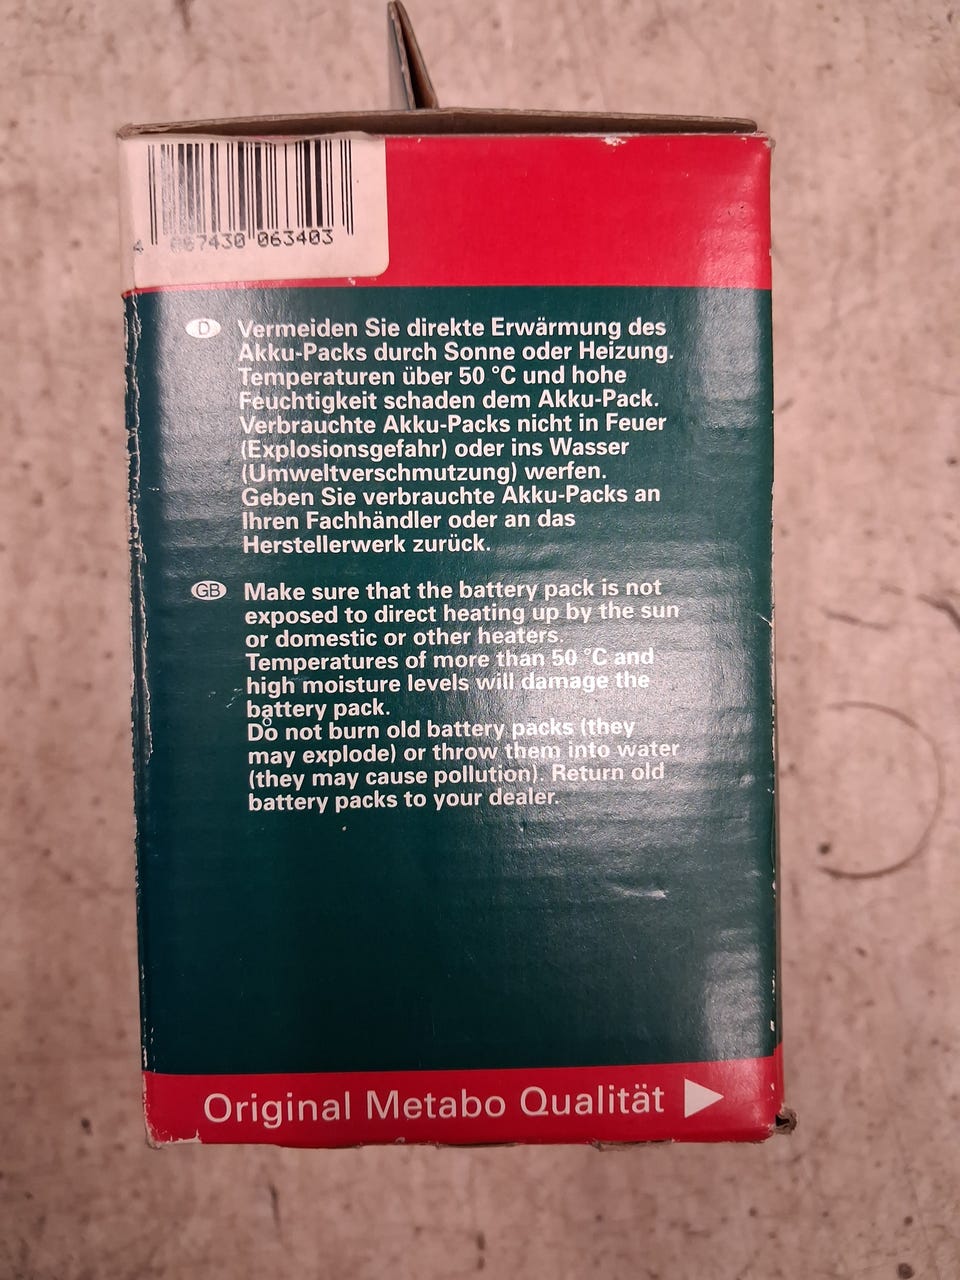 4 007430 063403
D Vermeiden Sie direkte Erwärmung des
Akku-Packs durch Sonne oder Heizung.
Temperaturen über 50 °C und hohe
Feuchtigkeit schaden dem Akku-Pack.
Verbrauchte Akku-Packs nicht in Feuer
(Explosionsgefahr) oder ins Wasser
(Umweltverschmutzung) werfen.
Geben Sie verbrauchte Akku-Packs an
Ihren Fachhändler oder an das
Herstellerwerk zurück.
GB Make sure that the battery pack is not
exposed to direct heating up by the sun
or domestic or other heaters.
Temperatures of more than 50 °C and
high moisture levels will damage the
battery pack.
Do not burn old battery packs (they
may explode) or throw them into water
(they may cause pollution). Return old
battery packs to your dealer.
Original Metabo Qualität